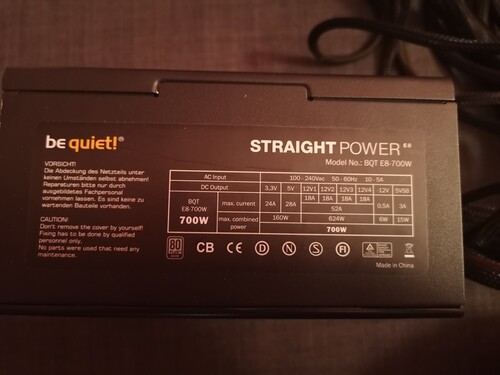 be quiet!®
STRAIGHT POWER E8
Model No.: BQT E8-700W
VORSICHT!
Die Abdeckung des Netzteils unter
keinen Umständen selbst abnehmen!
Reparaturen bitte nur durch
ausgebildetes Fachpersonal
vornehmen lassen. Es sind keine zu
wartenden Bauteile vorhanden.
CAUTION!
Don't remove the cover by yourself!
Fixing has to be done by qualified
personnel only.
No parts were used that need any
maintenance.
AC Input 100 - 240Vac 50 - 60Hz 10 - 5A
DC Output 3,3V 5V 12V1 12V2 12V3 12V4 -12V 5VSB
BQT E8-700W
700W
max. current 24A 28A 18A 18A 18A 18A 52A 0,5A 3A
max. combined power 160W 624W 6W 15W
700W
80
CB CE D N S FI
Made in China